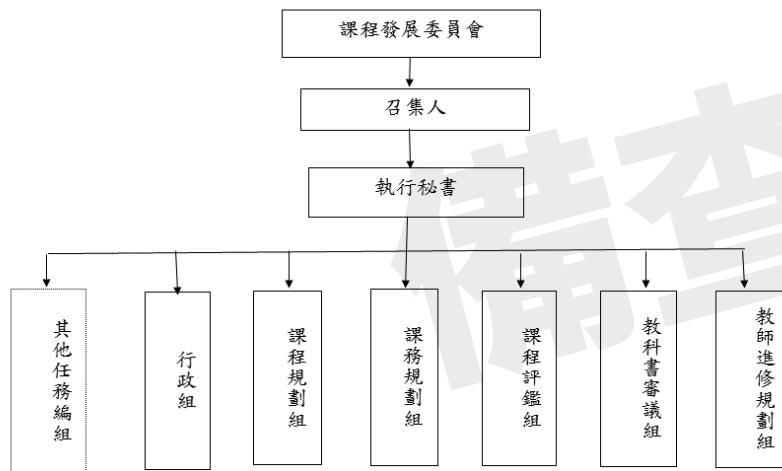 課程發展委員會
召集人
執行秘書
其他任務編組
行政組
課程規劃組
課務規劃組
課程評鑑組
教科書審議組
教師進修規劃組
備查